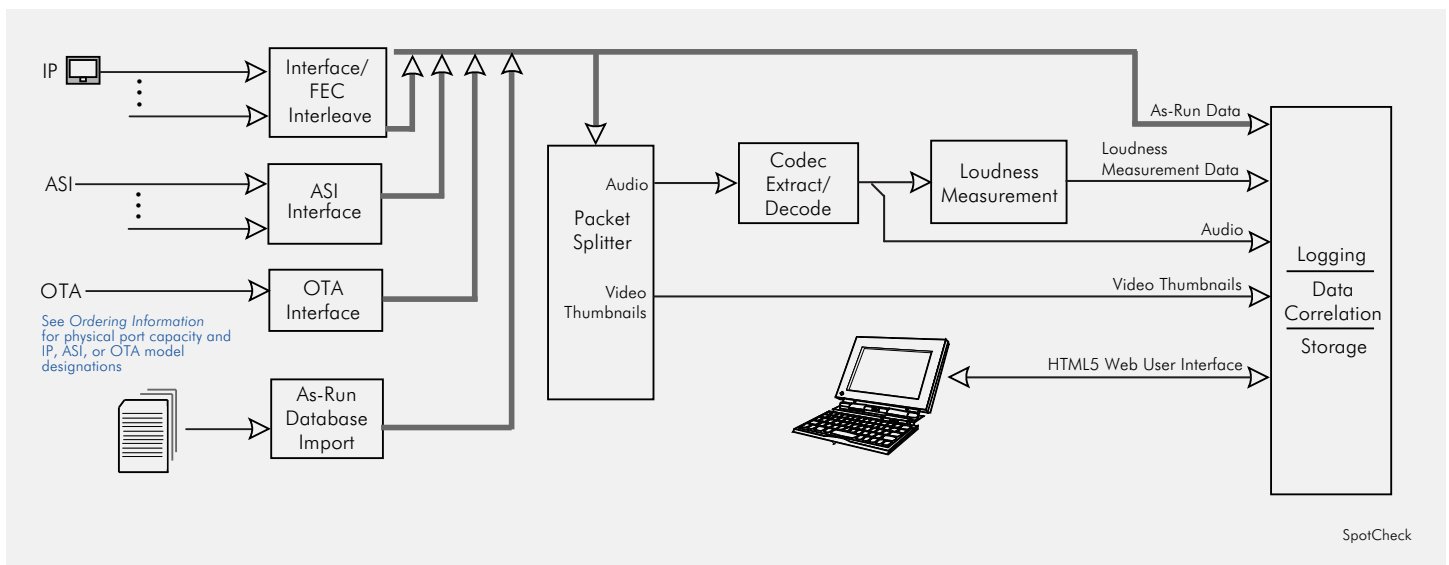 IP
Interface/
FEC
Interleave
ASI
ASI
Interface
OTA
OTA
Interface
See Ordering Information
for physical port capacity and
IP, ASI, or OTA model
designations
As-Run
Database
Import
Audio
Packet
Splitter
Video
Thumbnails
Codec
Extract/
Decode
Loudness
Measurement
As-Run Data
Loudness
Measurement Data
Audio
Video Thumbnails
HTML5 Web User Interface
Logging
Data
Correlation
Storage
SpotCheck